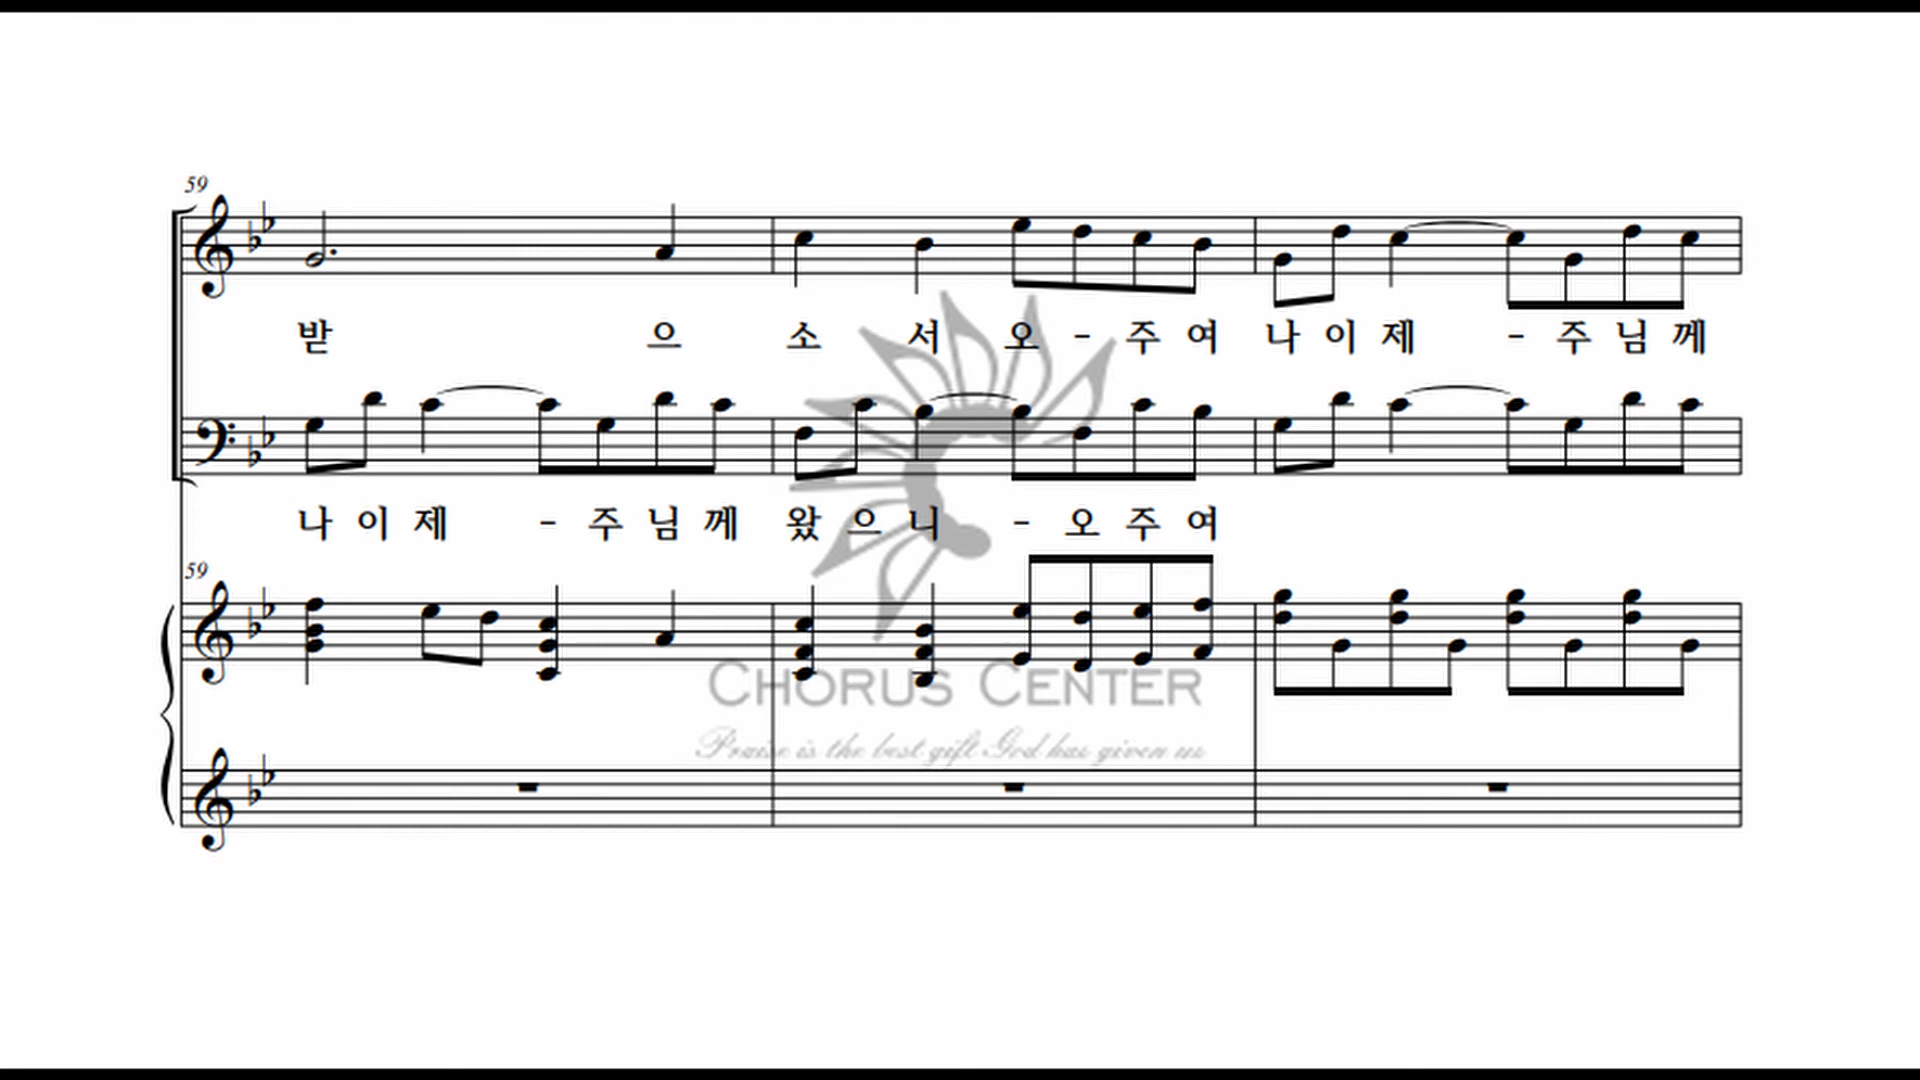 59
받 으 소 서 오 - 주 여 나 이 제 - 주 님 께
나 이 제 - 주 님 께 왔 으 니 - 오 주 여
59
CHORUS CENTER
Praise is the best gift God has given us